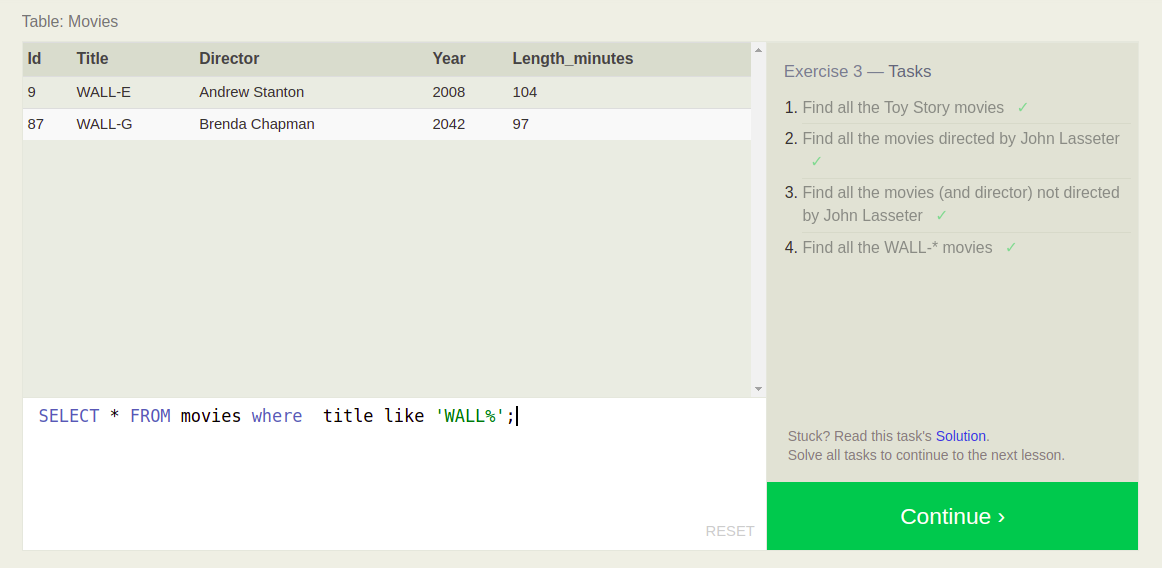 Table: Movies
Id Title Director Year Length_minutes
9 WALL-E Andrew Stanton 2008 104
87 WALL-G Brenda Chapman 2042 97
SELECT * FROM movies where  title like 'WALL%';
RESET
Exercise 3 — Tasks
1. Find all the Toy Story movies ✓
2. Find all the movies directed by John Lasseter
✓
3. Find all the movies (and director) not directed
by John Lasseter ✓
4. Find all the WALL-* movies ✓
Stuck? Read this task's Solution.
Solve all tasks to continue to the next lesson.
Continue ›